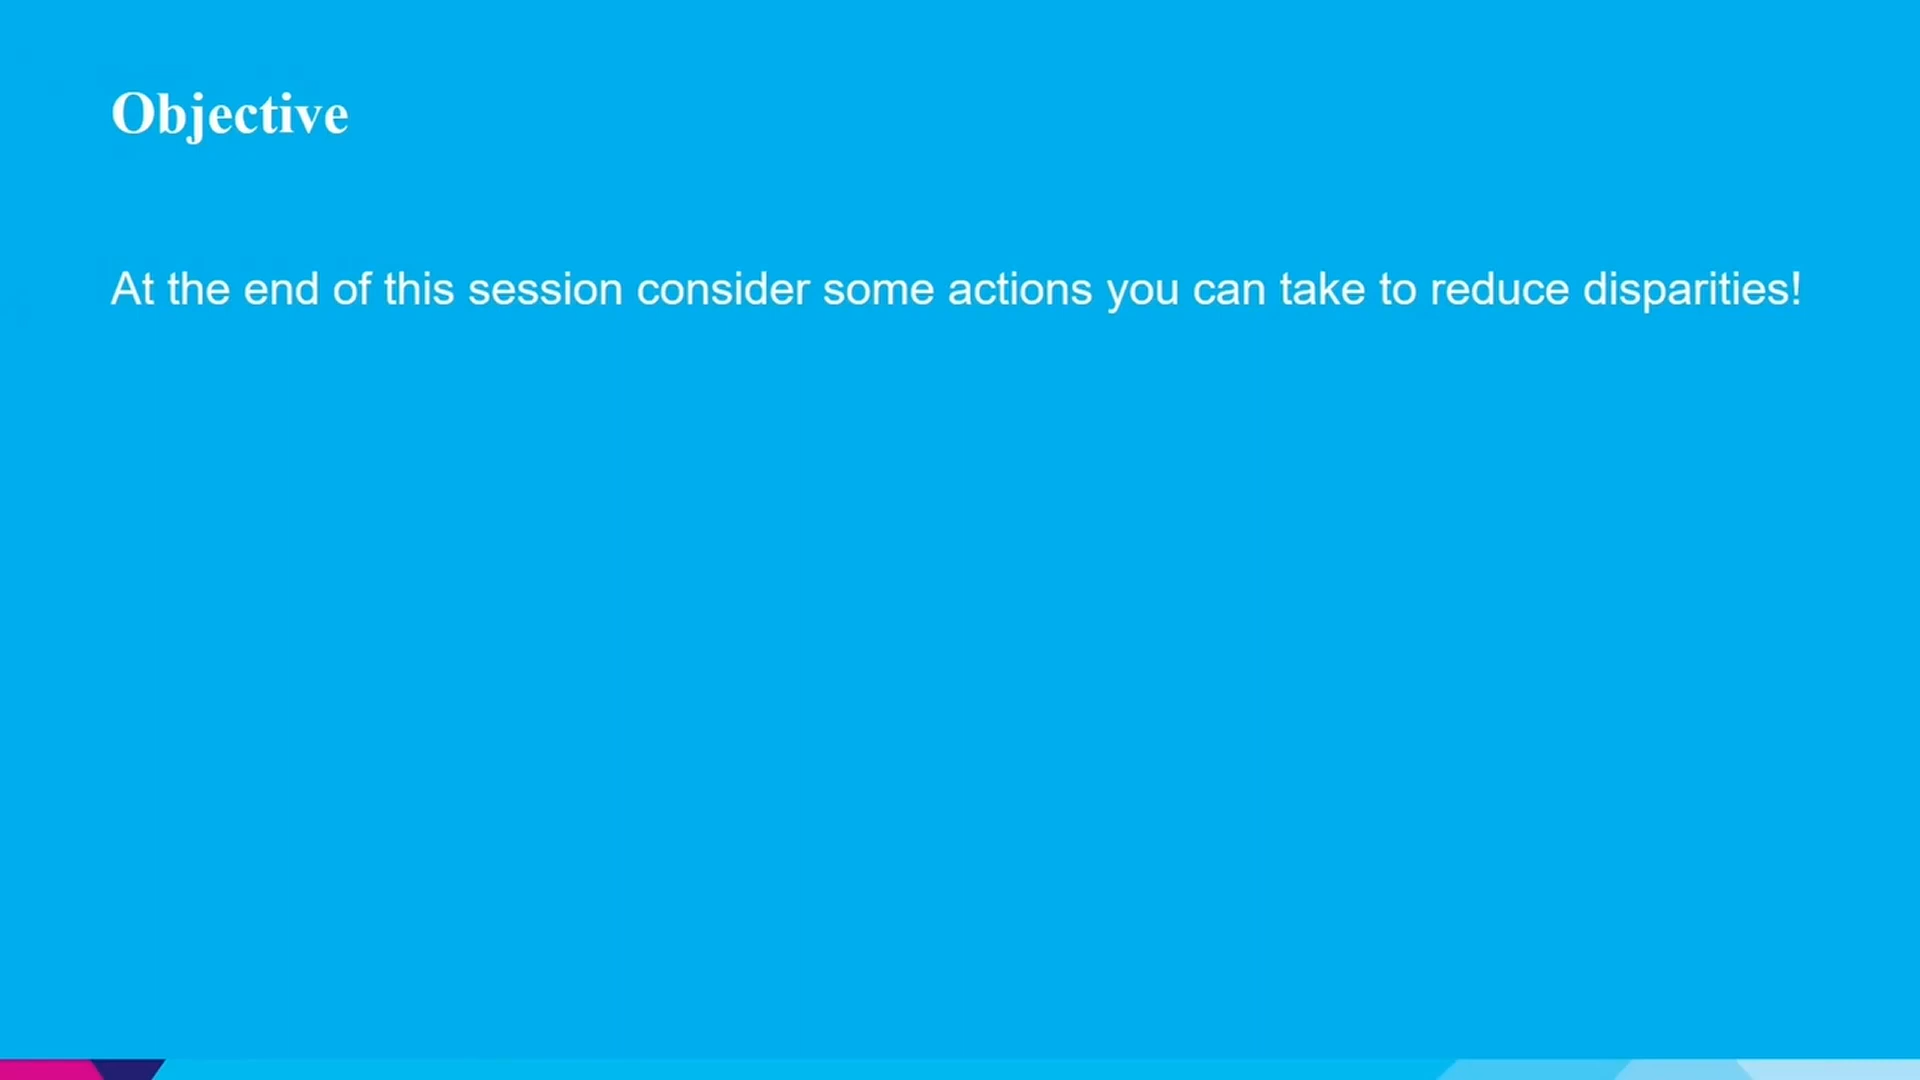 Objective
At the end of this session consider some actions you can take to reduce disparities!